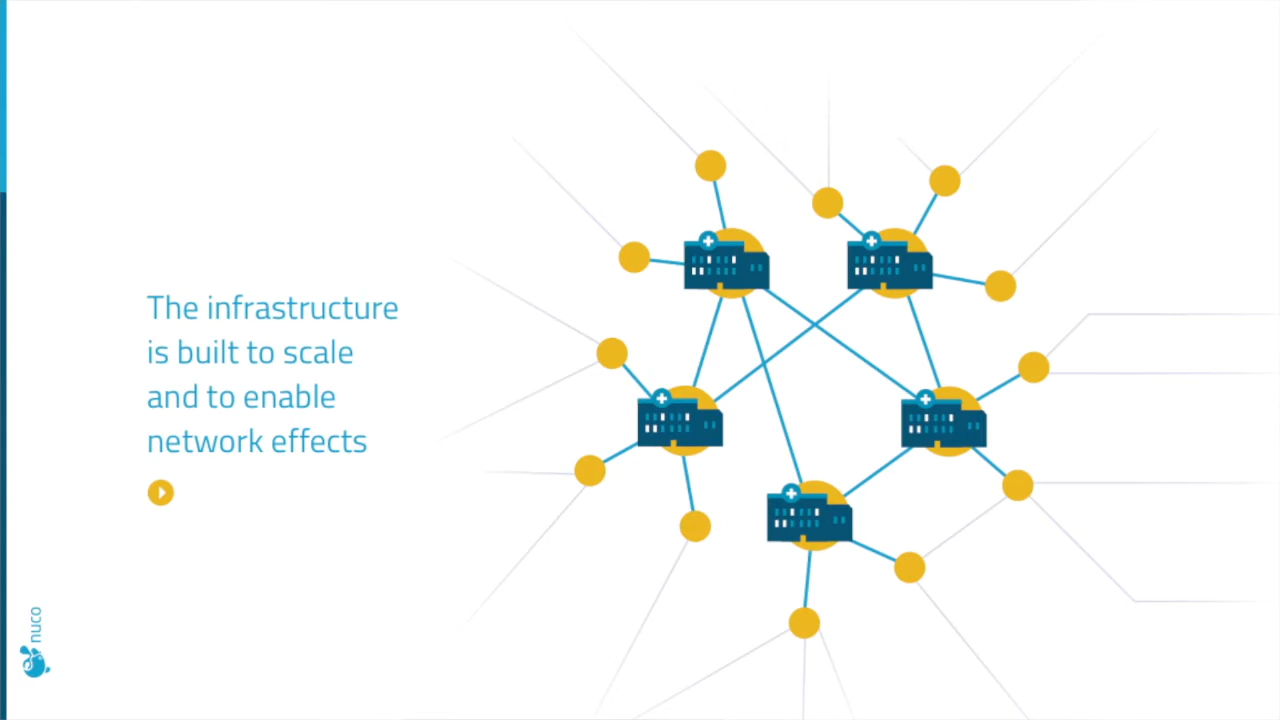 The infrastructure
is built to scale
and to enable
network effects
nuco